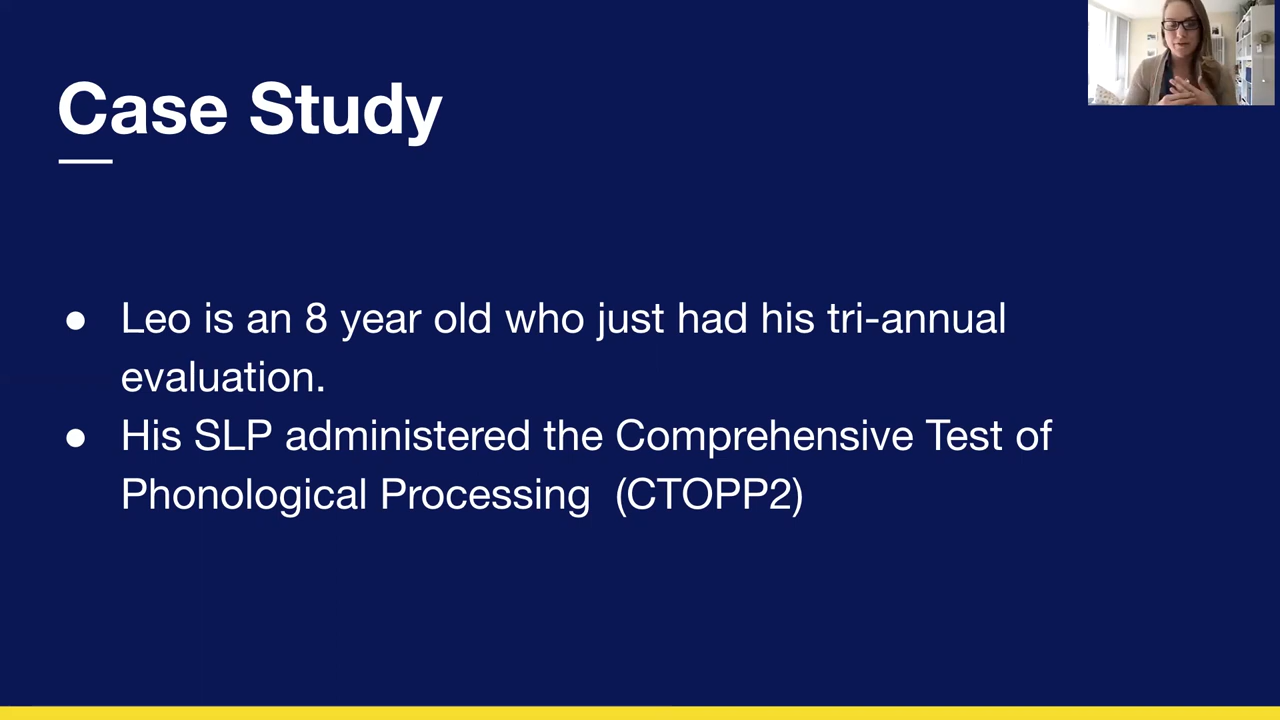 Case Study
● Leo is an 8 year old who just had his tri-annual
evaluation.
● His SLP administered the Comprehensive Test of
Phonological Processing  (CTOPP2)